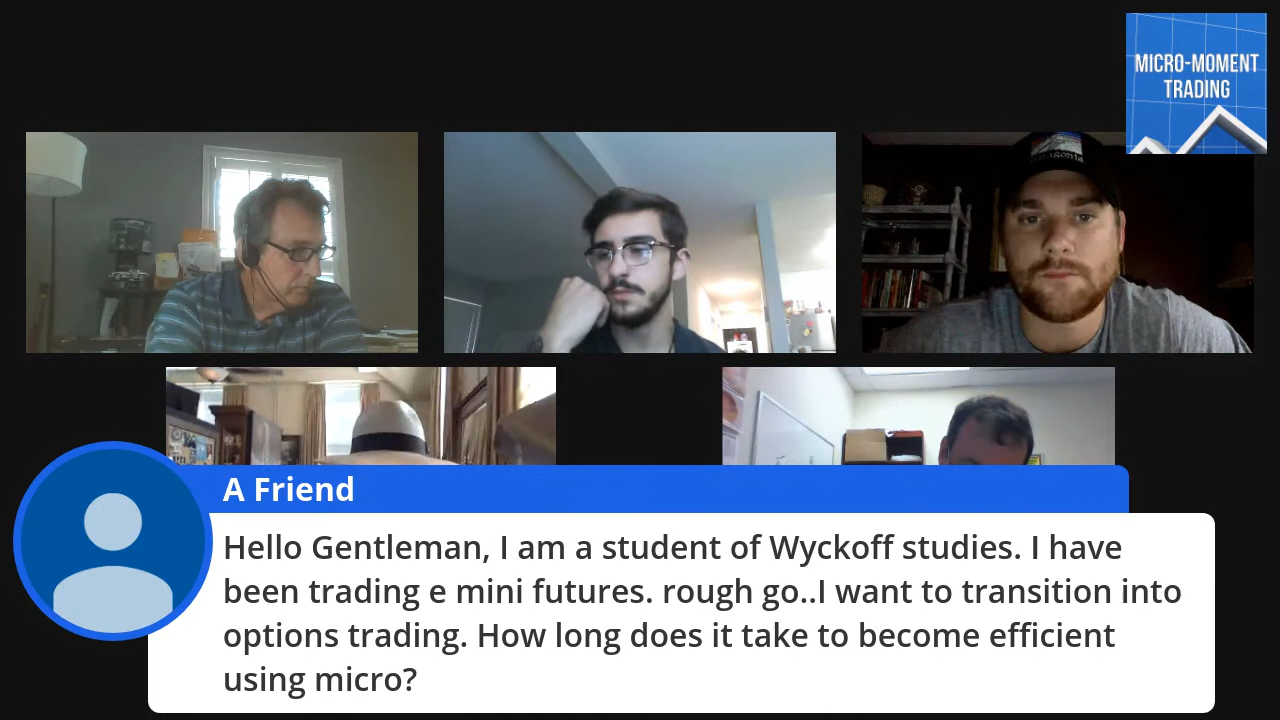 MICRO-MOMENT
TRADING
patagonia
A Friend
Hello Gentleman, I am a student of Wyckoff studies. I have
been trading e mini futures. rough go..I want to transition into
options trading. How long does it take to become efficient
using micro?